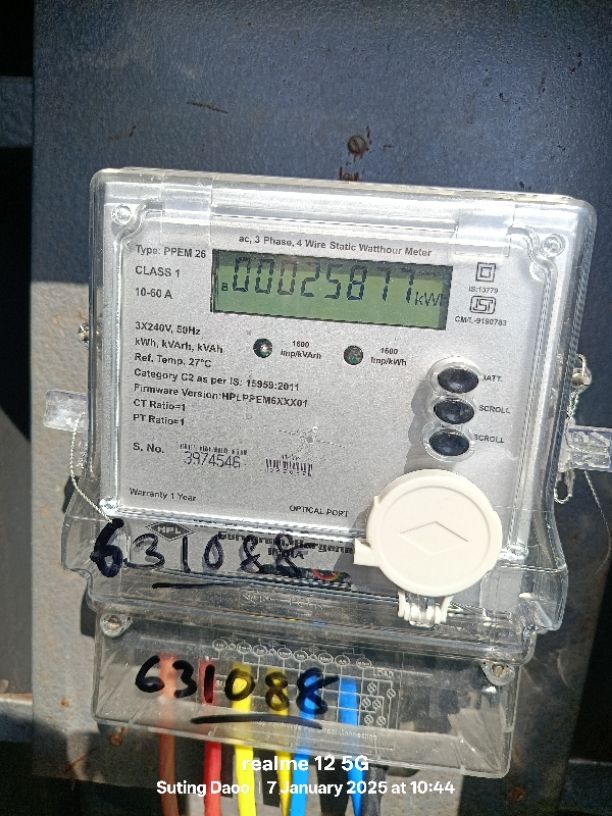 ac, 3 Phase, 4 Wire Static Watthour Meter
Type: PPEM 26
CLASS 1
10-60 A
B 00025877 kW
IS:13779
ISI
CM/L-9190783
3X240V, 50Hz
kWh, kVArh, kVAh
Ref. Temp. 27°C
Category C2 as per IS: 15959:2011
Firmware Version:HPLPPEM6XXX01
CT Ratio=1
PT Ratio=1
1600
Imp/kVArh
1600
Imp/kWh
BATT.
SCROLL
SCROLL
S. No.
3974546
Warranty 1 Year
OPTICAL PORT
HPL
631088
631088
realme 12 5G
Suting Daoo | 7 January 2025 at 10:44